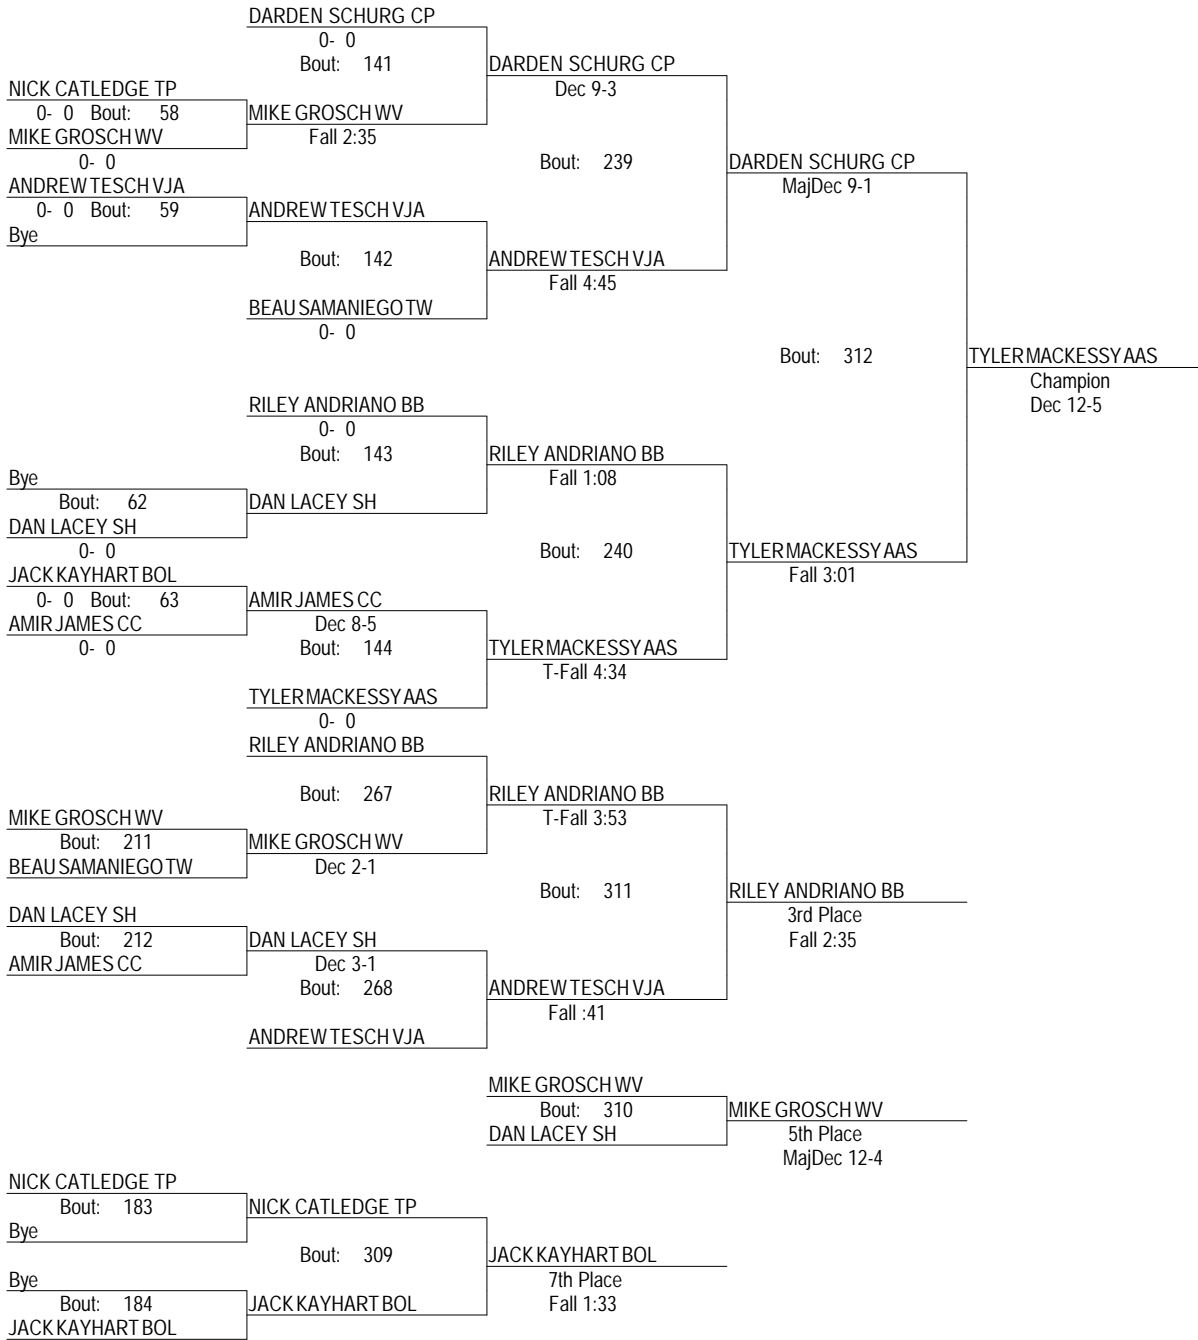 DARDEN SCHURG CP
0- 0
Bout: 141
DARDEN SCHURG CP
Dec 9-3
NICK CATLEDGE TP
0- 0 Bout: 58
MIKE GROSCH WV
Fall 2:35
MIKE GROSCH WV
0- 0
Bout: 239
DARDEN SCHURG CP
MajDec 9-1
ANDREW TESCH VJA
0- 0 Bout: 59
ANDREW TESCH VJA
Bye
Bout: 142
ANDREW TESCH VJA
Fall 4:45
BEAU SAMANIEGO TW
0- 0
Bout: 312
TYLER MACKESSY AAS
Champion
Dec 12-5
RILEY ANDRIANO BB
0- 0
Bout: 143
RILEY ANDRIANO BB
Fall 1:08
Bye
Bout: 62
DAN LACEY SH
DAN LACEY SH
0- 0
Bout: 240
TYLER MACKESSY AAS
Fall 3:01
JACK KAYHART BOL
0- 0 Bout: 63
AMIR JAMES CC
Dec 8-5
AMIR JAMES CC
0- 0
Bout: 144
TYLER MACKESSY AAS
T-Fall 4:34
TYLER MACKESSY AAS
0- 0
RILEY ANDRIANO BB
Bout: 267
RILEY ANDRIANO BB
T-Fall 3:53
MIKE GROSCH WV
Bout: 211
MIKE GROSCH WV
Dec 2-1
BEAU SAMANIEGO TW
Bout: 311
RILEY ANDRIANO BB
3rd Place
Fall 2:35
DAN LACEY SH
Bout: 212
DAN LACEY SH
Dec 3-1
AMIR JAMES CC
Bout: 268
ANDREW TESCH VJA
Fall :41
ANDREW TESCH VJA
MIKE GROSCH WV
Bout: 310
MIKE GROSCH WV
DAN LACEY SH
5th Place
MajDec 12-4
NICK CATLEDGE TP
Bout: 183
NICK CATLEDGE TP
Bye
Bout: 309
JACK KAYHART BOL
7th Place
Fall 1:33
Bye
Bout: 184
JACK KAYHART BOL
JACK KAYHART BOL